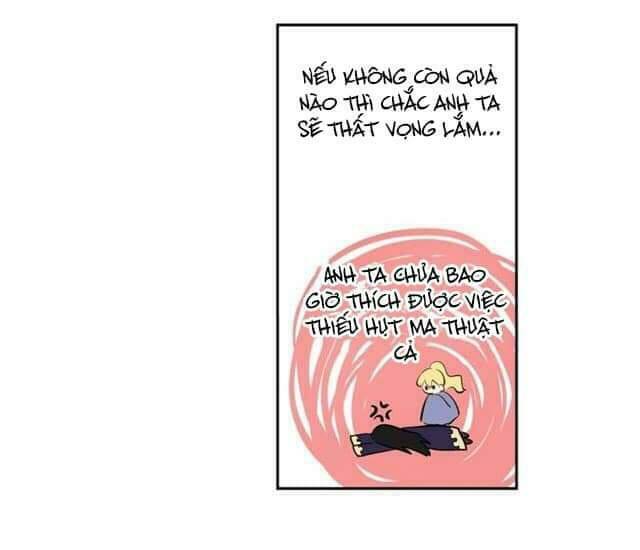 NẾU KHÔNG CÒN QUẢ
NÀO THÌ CHẮC ANH TA
SẼ THẤT VỌNG LẮM...
ANH TA CHƯA BAO
GIỜ THÍCH ĐƯỢC VIỆC
THIẾU HỤT MA THUẬT
CẢ